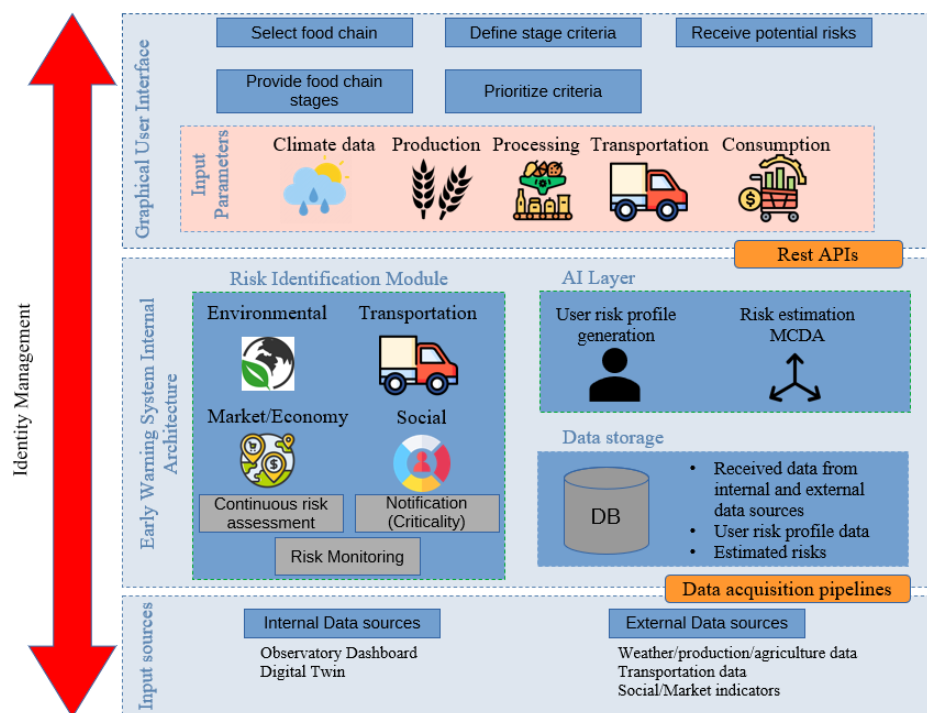 Identity Management
Graphical User Interface
Select food chain
Define stage criteria
Receive potential risks
Provide food chain
stages
Prioritize criteria
Input
Parameters
Climate data
Production
Processing
Transportation
Consumption
Rest APIs
Early Warning System Internal
Architecture
Risk Identification Module
Environmental
Transportation
Market/Economy
Social
Continuous risk
assessment
Notification
(Criticality)
Risk Monitoring
AI Layer
User risk profile
generation
Risk estimation
MCDA
Data storage
DB
• Received data from
internal and external
data sources
• User risk profile data
• Estimated risks
Data acquisition pipelines
Input sources
Internal Data sources
Observatory Dashboard
Digital Twin
External Data sources
Weather/production/agriculture data
Transportation data
Social/Market indicators